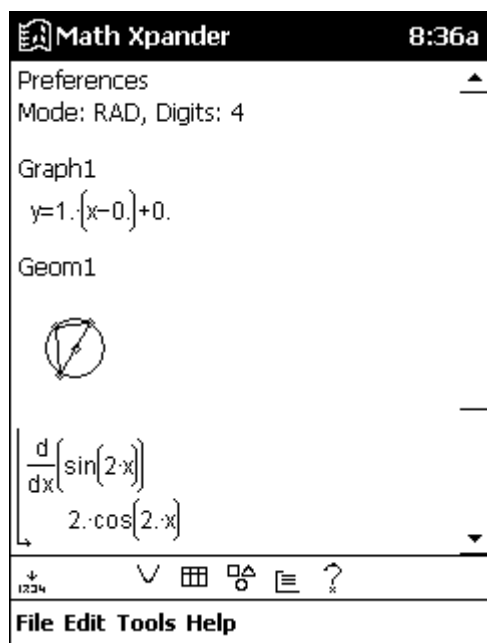 Math Xpander 8:36a
Preferences
Mode: RAD, Digits: 4
Graph1
y=1.·(x−0.)+0.
Geom1
d
dx(sin(2·x))
2.·cos(2.·x)
1234 ?
File Edit Tools Help